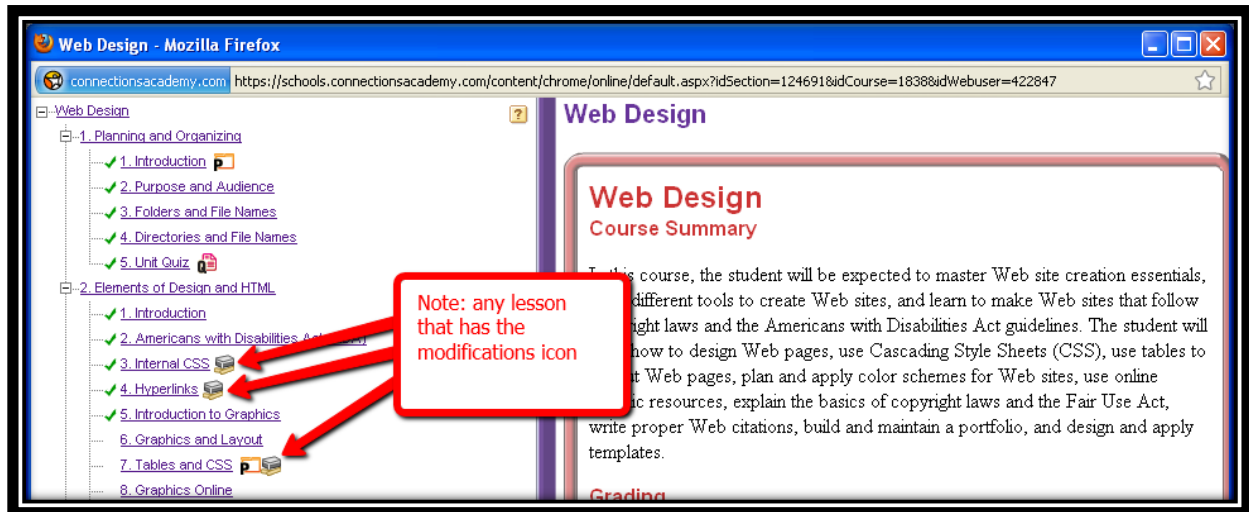 Web Design - Mozilla Firefox
connectionsacademy.com https://schools.connectionsacademy.com/content/chrome/online/default.aspx?idSection=124691&idCourse=1838&idWebuser=422847
Web Design
?
1. Planning and Organizing
1. Introduction P
2. Purpose and Audience
3. Folders and File Names
4. Directories and File Names
5. Unit Quiz Q
2. Elements of Design and HTML
1. Introduction
2. Americans with Disabilities
3. Internal CSS
4. Hyperlinks
5. Introduction to Graphics
6. Graphics and Layout
7. Tables and CSS P
8. Graphics Online
Note: any lesson
that has the
modifications icon
Web Design
Web Design
Course Summary
this course, the student will be expected to master Web site creation essentials,
different tools to create Web sites, and learn to make Web sites that follow
laws and the Americans with Disabilities Act guidelines. The student will
how to design Web pages, use Cascading Style Sheets (CSS), use tables to
Web pages, plan and apply color schemes for Web sites, use online
resources, explain the basics of copyright laws and the Fair Use Act,
write proper Web citations, build and maintain a portfolio, and design and apply
templates.
Grading